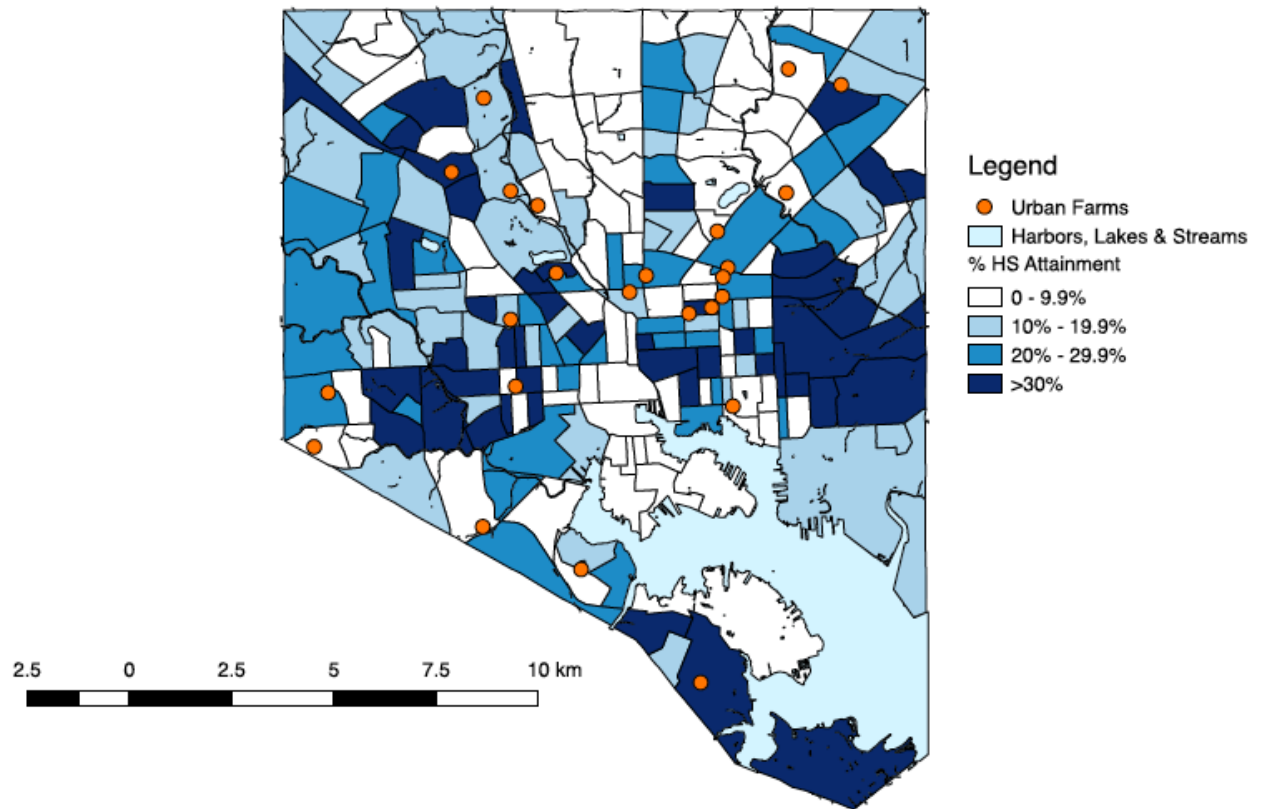 Legend
Urban Farms
Harbors, Lakes & Streams
% HS Attainment
0 - 9.9%
10% - 19.9%
20% - 29.9%
>30%
2.5 0 2.5 5 7.5 10 km